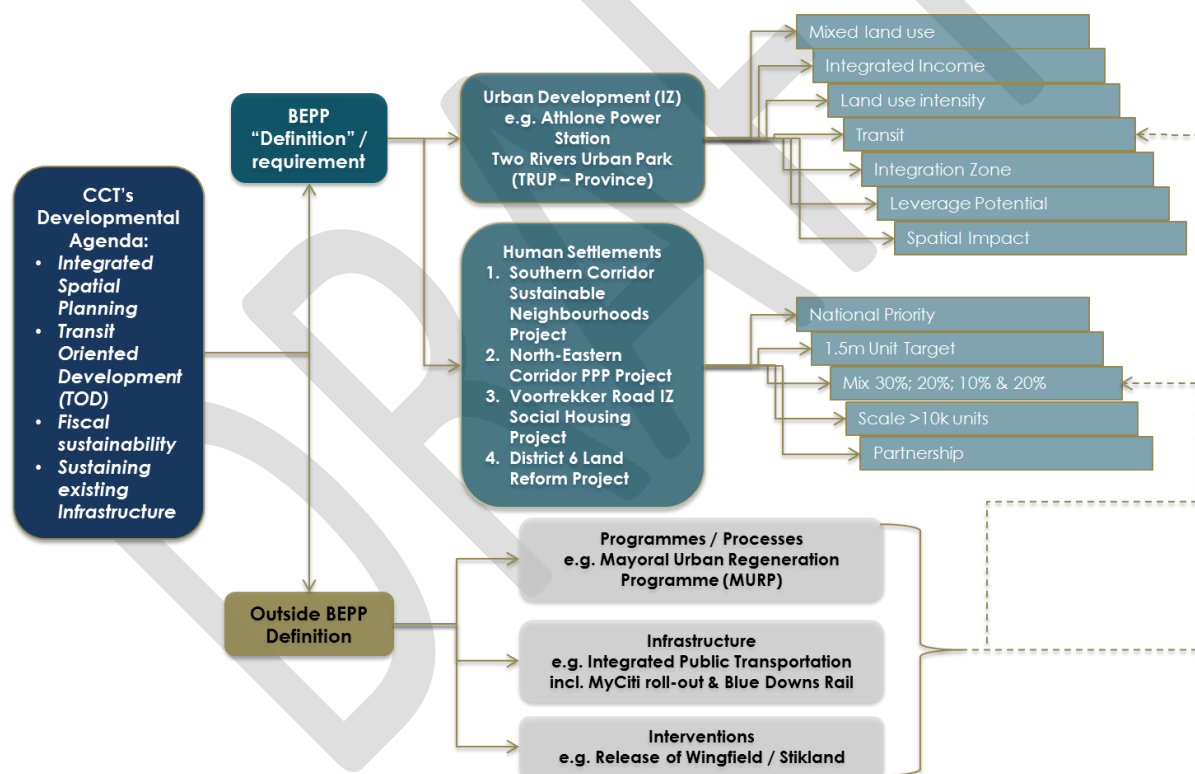 CCT's
Developmental
Agenda:
• Integrated
Spatial
Planning
• Transit
Oriented
Development
(TOD)
• Fiscal
sustainability
• Sustaining
existing
Infrastructure
BEPP
“Definition” /
requirement
Outside BEPP
Definition
Urban Development (IZ)
e.g. Athlone Power
Station
Two Rivers Urban Park
(TRUP – Province)
Human Settlements
1. Southern Corridor
Sustainable
Neighbourhoods
Project
2. North-Eastern
Corridor PPP Project
3. Voortrekker Road IZ
Social Housing
Project
4. District 6 Land
Reform Project
Programmes / Processes
e.g. Mayoral Urban Regeneration
Programme (MURP)
Infrastructure
e.g. Integrated Public Transportation
incl. MyCiti roll-out & Blue Downs Rail
Interventions
e.g. Release of Wingfield / Stikland
Mixed land use
Integrated Income
Land use intensity
Transit
Integration Zone
Leverage Potential
Spatial Impact
National Priority
1.5m Unit Target
Mix 30%; 20%; 10% & 20%
Scale >10k units
Partnership
DRAFT